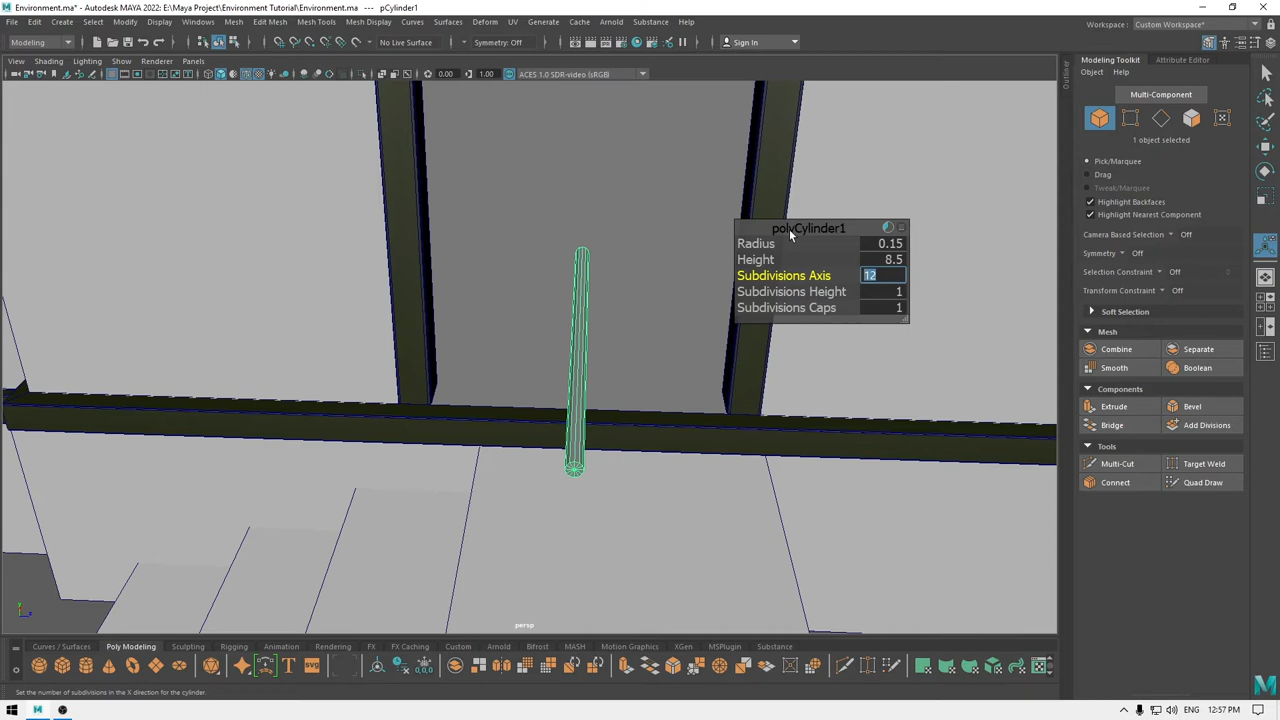 Environment.ma* - Autodesk MAYA 2022: E:\Maya Project\Environment Tutorial\Environment.ma --- pCylinder1
File Edit Create Select Modify Display Windows Mesh Edit Mesh Mesh Tools Mesh Display Curves Surfaces Deform UV Generate Cache Arnold Substance Help
Workspace : Custom Workspace*
Modeling No Live Surface Symmetry: Off Sign In
View Shading Lighting Show Renderer Panels
0.00 1.00 ACES 1.0 SDR-video (sRGB)
Outliner
Modeling Toolkit Attribute Editor
Object Help
Multi-Component
1 object selected
Pick/Marquee
Drag
Tweak/Marquee
Highlight Backfaces
Highlight Nearest Component
Camera Based Selection Off
Symmetry Off
Selection Constraint Off
Transform Constraint Off
Soft Selection
Mesh
Combine Separate
Smooth Boolean
Components
Extrude Bevel
Bridge Add Divisions
Tools
Multi-Cut Target Weld
Connect Quad Draw
polyCylinder1
Radius 0.15
Height 8.5
Subdivisions Axis 12
Subdivisions Height 1
Subdivisions Caps 1
persp
Curves / Surfaces Poly Modeling Sculpting Rigging Animation Rendering FX FX Caching Custom Arnold Bifrost MASH Motion Graphics XGen MSPlugin Substance
Set the number of subdivisions in the X direction for the cylinder.
ENG 12:57 PM